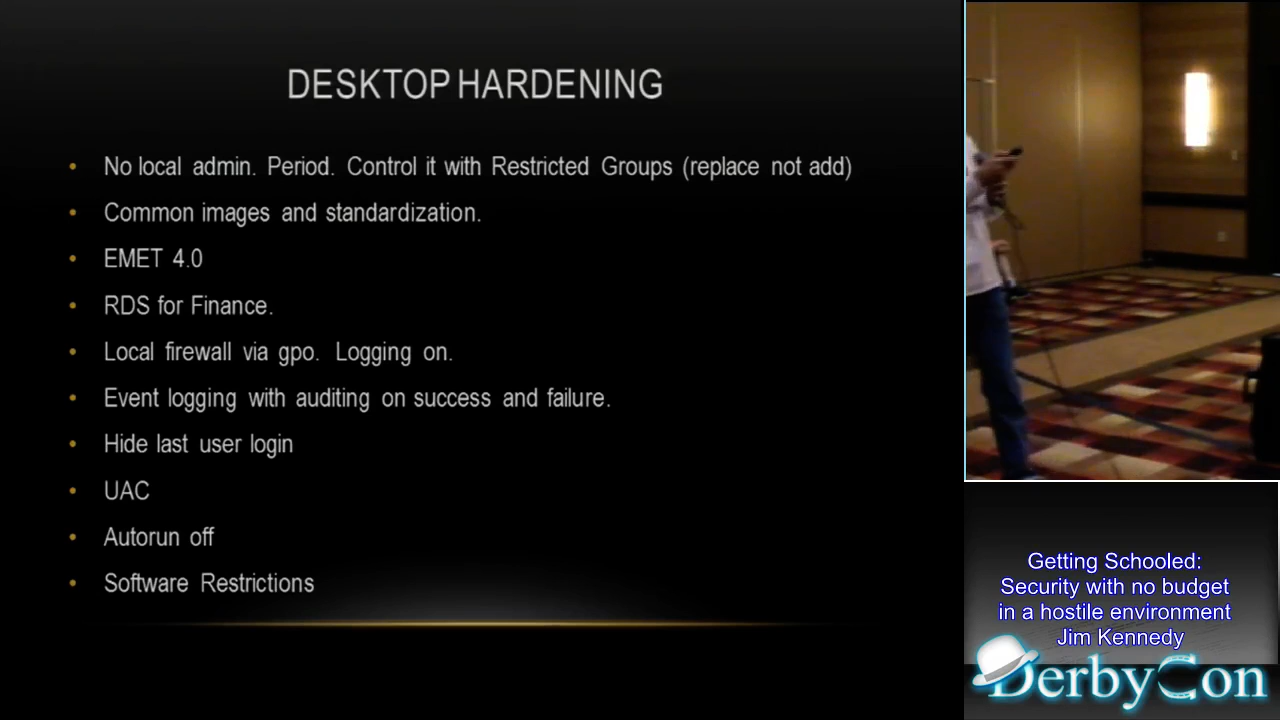 DESKTOP HARDENING
• No local admin. Period. Control it with Restricted Groups (replace not add)
• Common images and standardization.
• EMET 4.0
• RDS for Finance.
• Local firewall via gpo. Logging on.
• Event logging with auditing on success and failure.
• Hide last user login
• UAC
• Autorun off
• Software Restrictions
Getting Schooled:
Security with no budget
in a hostile environment
Jim Kennedy
DerbyCon